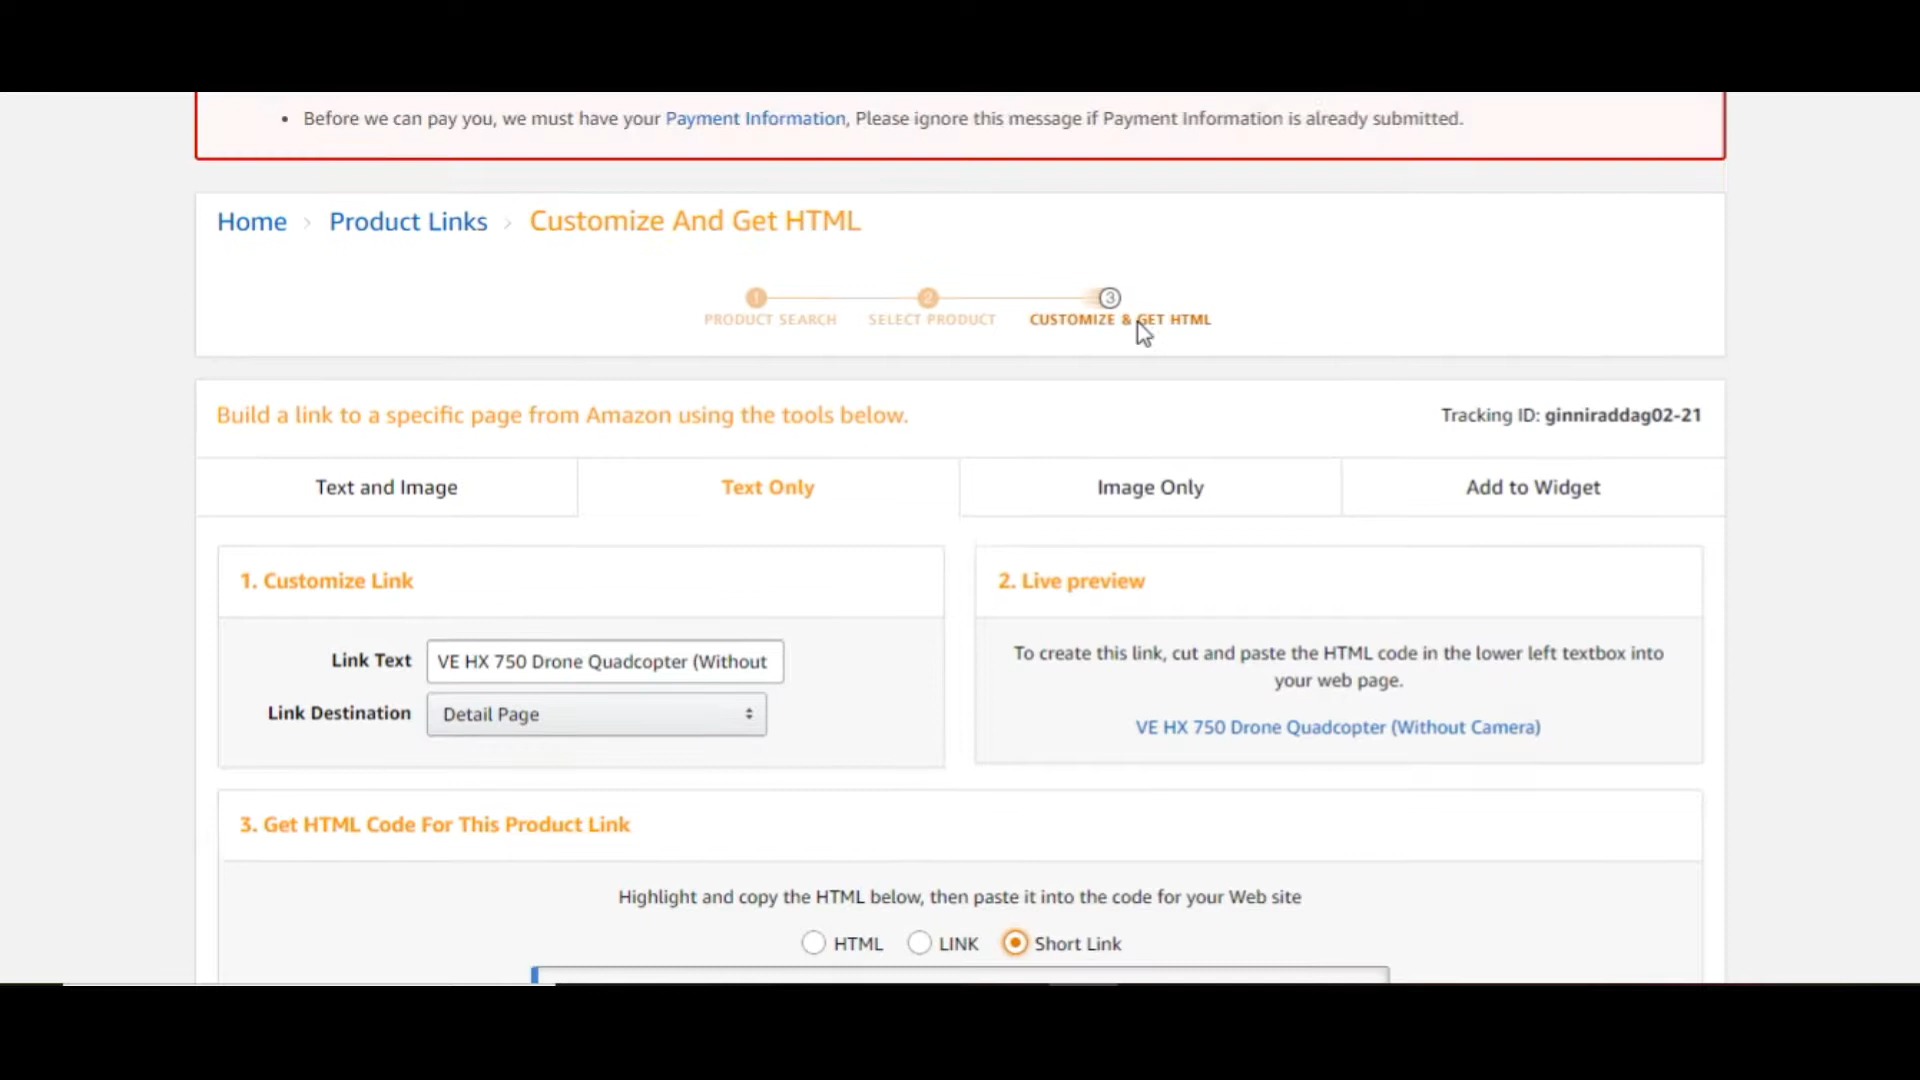 • Before we can pay you, we must have your Payment Information, Please ignore this message if Payment Information is already submitted.
Home › Product Links › Customize And Get HTML
1 2 3
PRODUCT SEARCH SELECT PRODUCT CUSTOMIZE & GET HTML
Build a link to a specific page from Amazon using the tools below. Tracking ID: ginniraddag02-21
Text and Image Text Only Image Only Add to Widget
1. Customize Link
Link Text VE HX 750 Drone Quadcopter (Without
Link Destination Detail Page
2. Live preview
To create this link, cut and paste the HTML code in the lower left textbox into
your web page.
VE HX 750 Drone Quadcopter (Without Camera)
3. Get HTML Code For This Product Link
Highlight and copy the HTML below, then paste it into the code for your Web site
HTML LINK Short Link